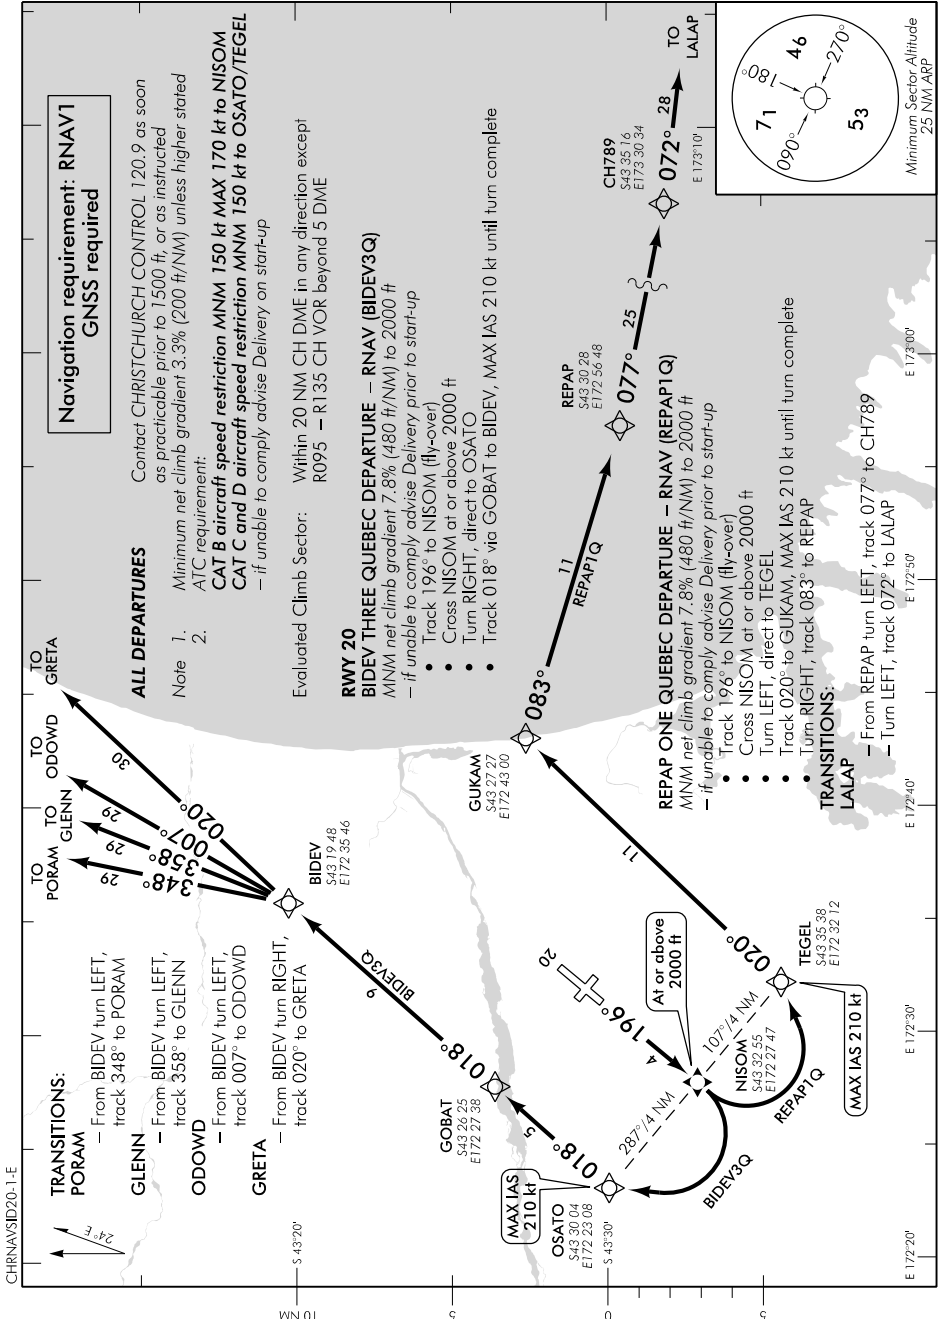 CHRNAVSID20-1-E
24°E
TRANSITIONS:
PORAM
– From BIDEV turn LEFT,
track 348° to PORAM
GLENN
– From BIDEV turn LEFT,
track 358° to GLENN
ODOWD
– From BIDEV turn LEFT,
track 007° to ODOWD
GRETA
– From BIDEV turn RIGHT,
track 020° to GRETA
TO
PORAM
TO
GLENN
TO
ODOWD
TO
GRETA
29
29
29
30
348°
358°
007°
020°
BIDEV
S43 19 48
E172 35 46
Navigation requirement: RNAV1
GNSS required
ALL DEPARTURES
Contact CHRISTCHURCH CONTROL 120.9 as soon
as practicable prior to 1500 ft, or as instructed
Note 1. Minimum net climb gradient 3.3% (200 ft/NM) unless higher stated
2. ATC requirement:
CAT B aircraft speed restriction MNM 150 kt MAX 170 kt to NISOM
CAT C and D aircraft speed restriction MNM 150 kt to OSATO/TEGEL
– if unable to comply advise Delivery on start-up
Evaluated Climb Sector: Within 20 NM CH DME in any direction except
R095 – R135 CH VOR beyond 5 DME
RWY 20
BIDEV THREE QUEBEC DEPARTURE – RNAV (BIDEV3Q)
MNM net climb gradient 7.8% (480 ft/NM) to 2000 ft
– if unable to comply advise Delivery prior to start-up
• Track 196° to NISOM (fly-over)
• Cross NISOM at or above 2000 ft
• Turn RIGHT, direct to OSATO
• Track 018° via GOBAT to BIDEV, MAX IAS 210 kt until turn complete
9
BIDEV3Q
018°
GOBAT
S43 26 25
E172 27 38
5
018°
MAX IAS
210 kt
OSATO
S43 30 04
E172 23 08
287°/4 NM
BIDEV3Q
20
196°
4
At or above
2000 ft
NISOM
S43 32 55
E172 27 47
107°/4 NM
REPAP1Q
TEGEL
S43 35 38
E172 32 12
MAX IAS 210 kt
020°
11
GUKAM
S43 27 27
E172 43 00
083°
11
REPAP1Q
REPAP
S43 30 28
E172 56 48
077°
25
CH789
S43 35 16
E173 30 34
072°
28
TO
LALAP
REPAP ONE QUEBEC DEPARTURE – RNAV (REPAP1Q)
MNM net climb gradient 7.8% (480 ft/NM) to 2000 ft
– if unable to comply advise Delivery prior to start-up
• Track 196° to NISOM (fly-over)
• Cross NISOM at or above 2000 ft
• Turn LEFT, direct to TEGEL
• Track 020° to GUKAM, MAX IAS 210 kt until turn complete
• Turn RIGHT, track 083° to REPAP
TRANSITIONS:
LALAP
– From REPAP turn LEFT, track 077° to CH789
– Turn LEFT, track 072° to LALAP
180°
090°
270°
71
46
53
Minimum Sector Altitude
25 NM ARP
S 43°20'
S 43°30'
E 172°20'
E 172°30'
E 172°40'
E 172°50'
E 173°00'
E 173°10'
10 NM
5
0
5